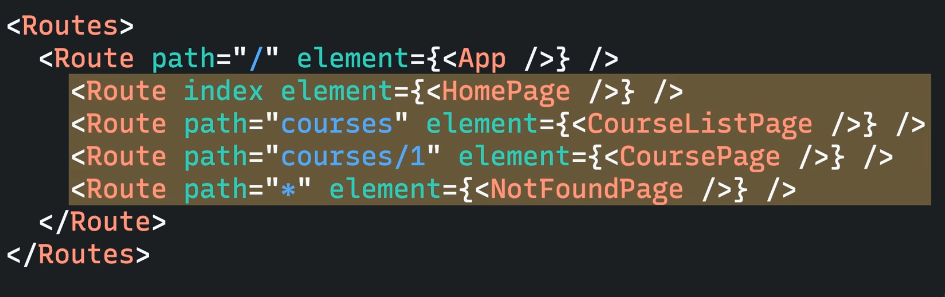 <Routes>
<Route path="/" element={<App />} />
<Route index element={<HomePage />} />
<Route path="courses" element={<CourseListPage />} />
<Route path="courses/1" element={<CoursePage />} />
<Route path="*" element={<NotFoundPage />} />
</Route>
</Routes>